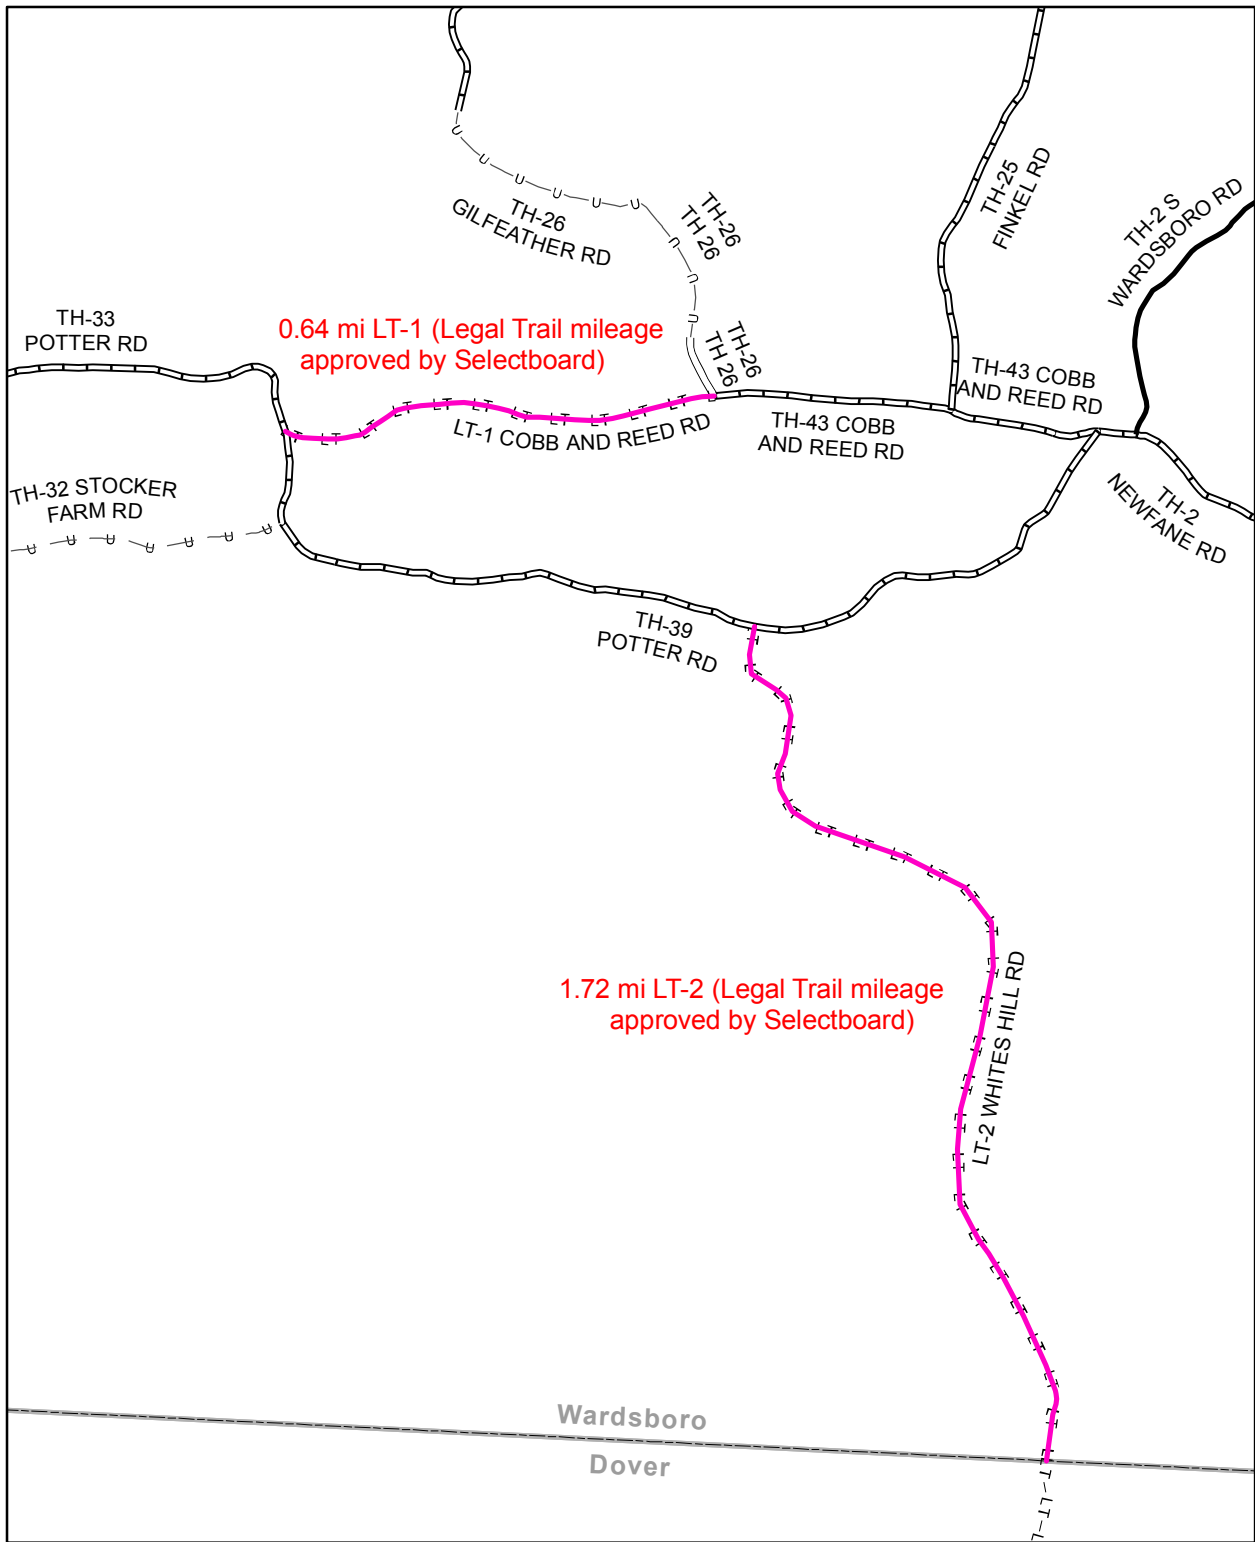 TH-26
GILFEATHER RD
TH-26
TH 26
TH-25
FINKEL RD
TH-2 S
WARDSBORO RD
TH-33
POTTER RD
0.64 mi LT-1 (Legal Trail mileage
approved by Selectboard)
TH-26
TH 26
TH-43 COBB
AND REED RD
LT-1 COBB AND REED RD
TH-43 COBB
AND REED RD
TH-32 STOCKER
FARM RD
TH-2
NEWFANE RD
TH-39
POTTER RD
1.72 mi LT-2 (Legal Trail mileage
approved by Selectboard)
LT-2 WHITES HILL RD
Wardsboro
Dover